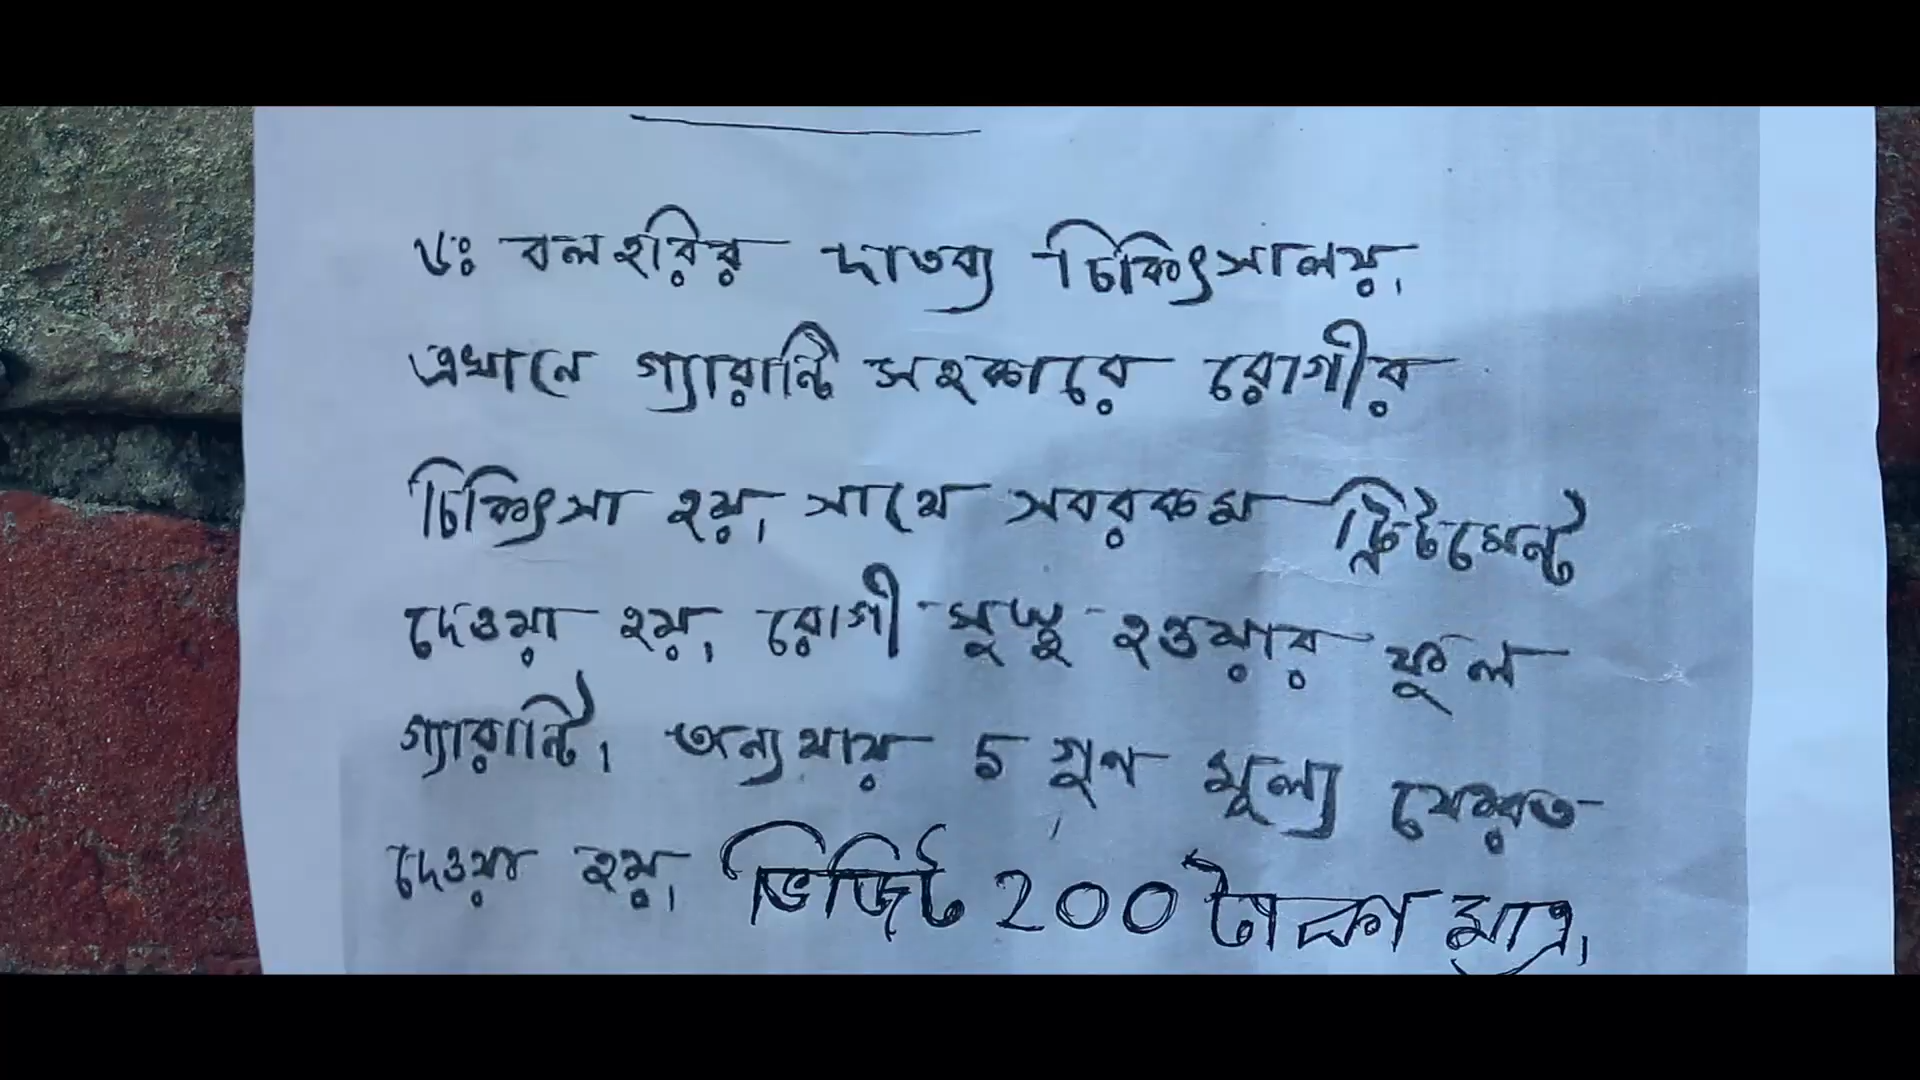 ডঃ বলহরির দাতব্য চিকিৎসালয়।
এখানে গ্যারান্টি সহকারে রোগীর
চিকিৎসা হয়। সাথে সবরকম ট্রিটমেন্ট
দেওয়া হয়। রোগী সুস্থ হওয়ার ফুল
গ্যারান্টি। অন্যথায় 5 গুণ মূল্য ফেরত
দেওয়া হয়। ভিজিট 200 টাকা মাত্র।